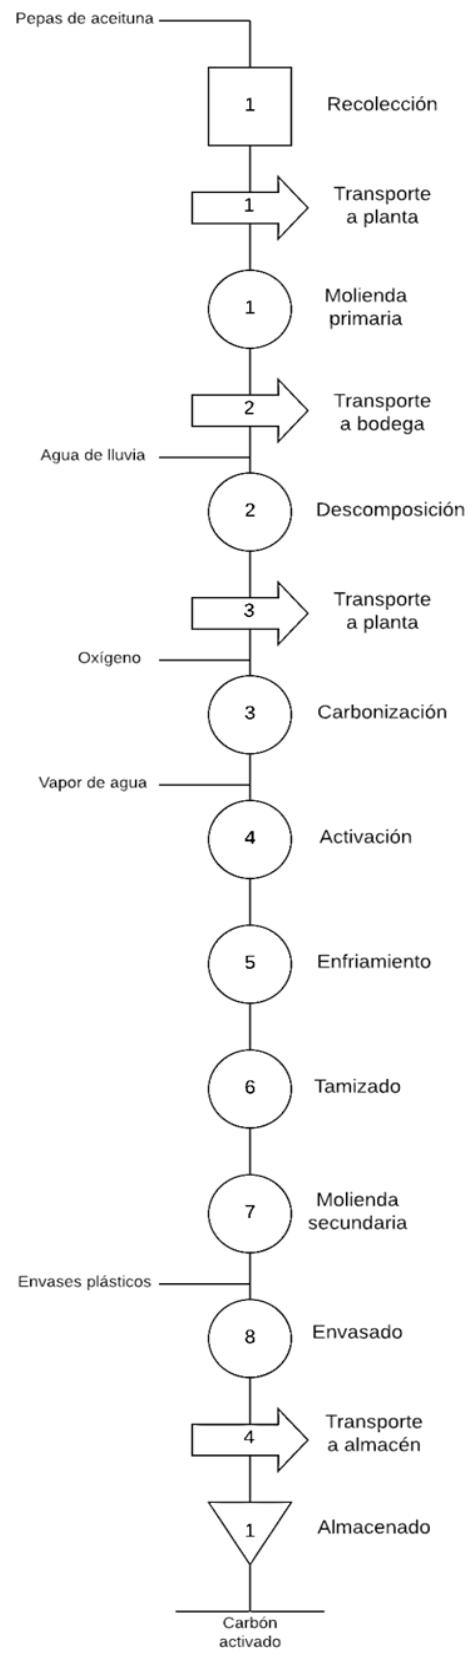 Pepas de aceituna
1
Recolección
1
Transporte
a planta
1
Molienda
primaria
2
Transporte
a bodega
Agua de lluvia
2
Descomposición
3
Transporte
a planta
Oxígeno
3
Carbonización
Vapor de agua
4
Activación
5
Enfriamiento
6
Tamizado
7
Molienda
secundaria
Envases plásticos
8
Envasado
4
Transporte
a almacén
1
Almacenado
Carbón
activado